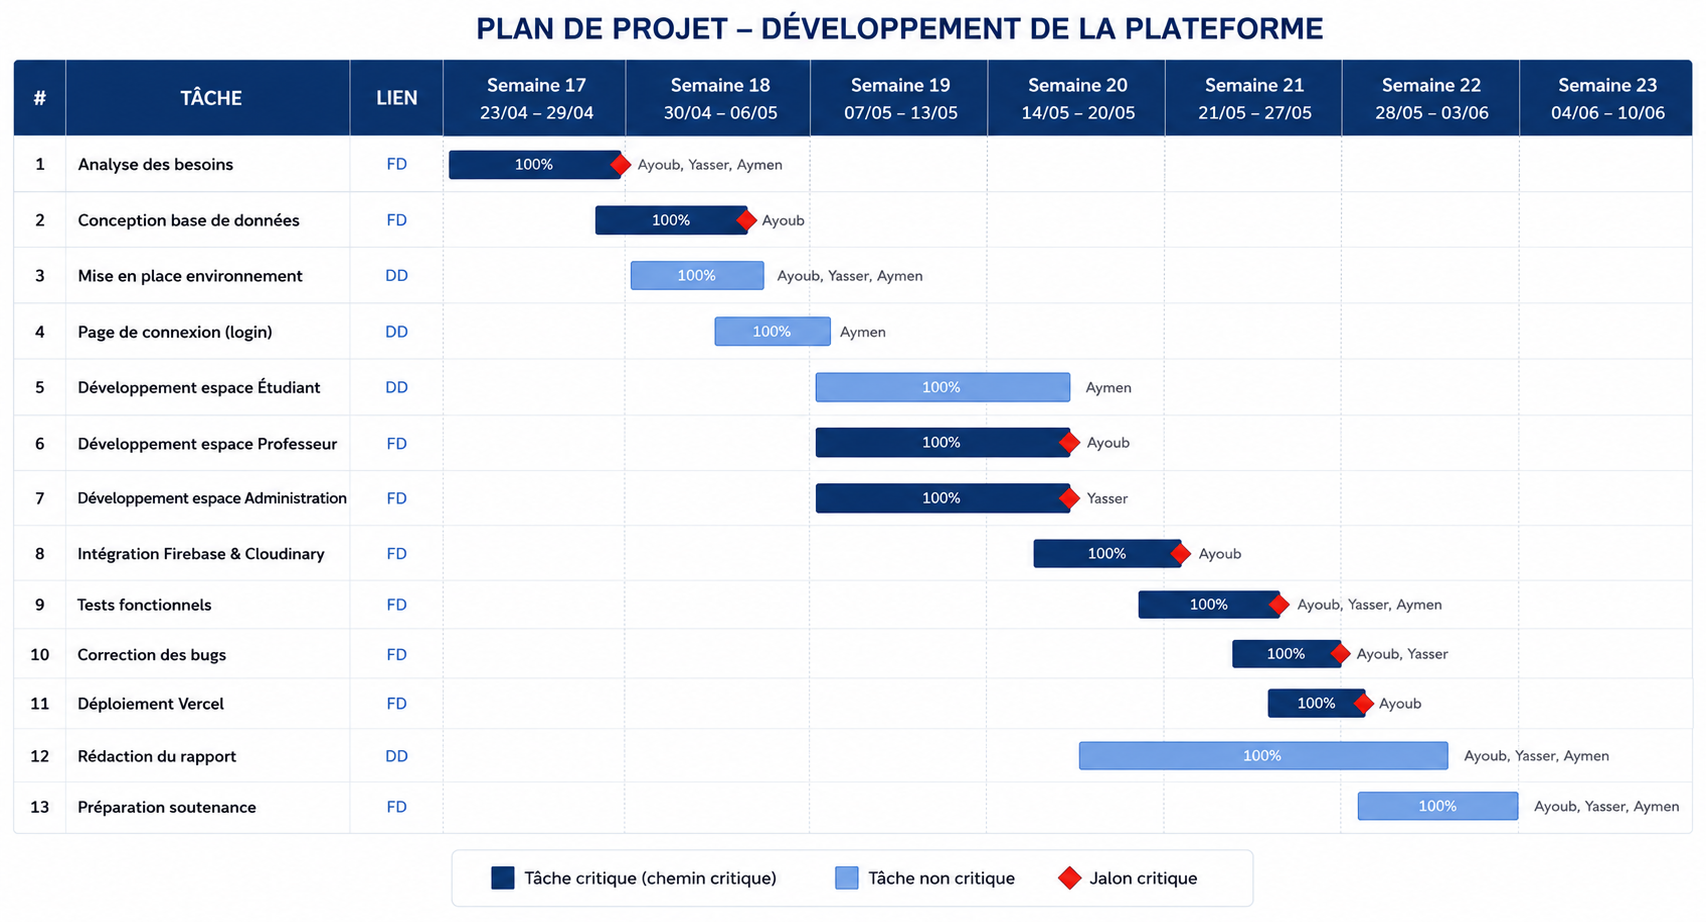 PLAN DE PROJET – DÉVELOPPEMENT DE LA PLATEFORME
# TÂCHE LIEN Semaine 17 Semaine 18 Semaine 19 Semaine 20 Semaine 21 Semaine 22 Semaine 23
23/04 – 29/04 30/04 – 06/05 07/05 – 13/05 14/05 – 20/05 21/05 – 27/05 28/05 – 03/06 04/06 – 10/06
1 Analyse des besoins FD 100% Ayoub, Yasser, Aymen
2 Conception base de données FD 100% Ayoub
3 Mise en place environnement DD 100% Ayoub, Yasser, Aymen
4 Page de connexion (login) DD 100% Aymen
5 Développement espace Étudiant DD 100% Aymen
6 Développement espace Professeur FD 100% Ayoub
7 Développement espace Administration FD 100% Yasser
8 Intégration Firebase & Cloudinary FD 100% Ayoub
9 Tests fonctionnels FD 100% Ayoub, Yasser, Aymen
10 Correction des bugs FD 100% Ayoub, Yasser
11 Déploiement Vercel FD 100% Ayoub
12 Rédaction du rapport DD 100% Ayoub, Yasser, Aymen
13 Préparation soutenance FD 100% Ayoub, Yasser, Aymen
Tâche critique (chemin critique) Tâche non critique Jalon critique